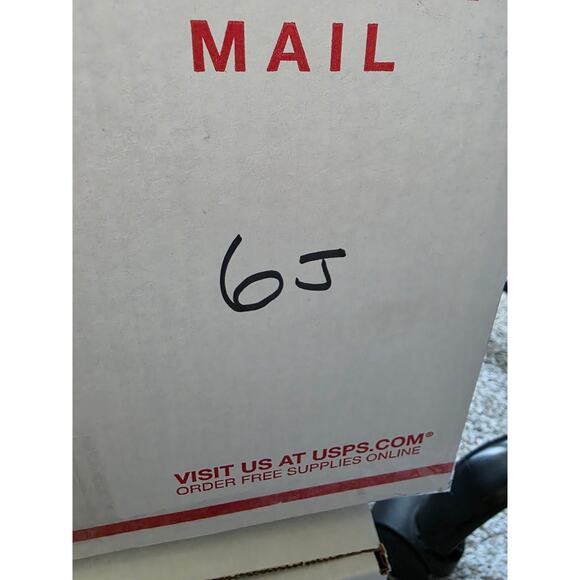 MAIL
6J
VISIT US AT USPS.COM®
ORDER FREE SUPPLIES ONLINE